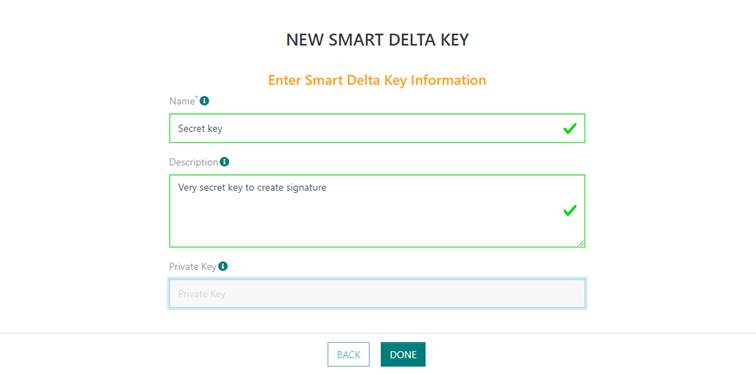 NEW SMART DELTA KEY
Enter Smart Delta Key Information
Name*
Secret key
Description
Very secret key to create signature
Private Key
Private Key
BACK DONE